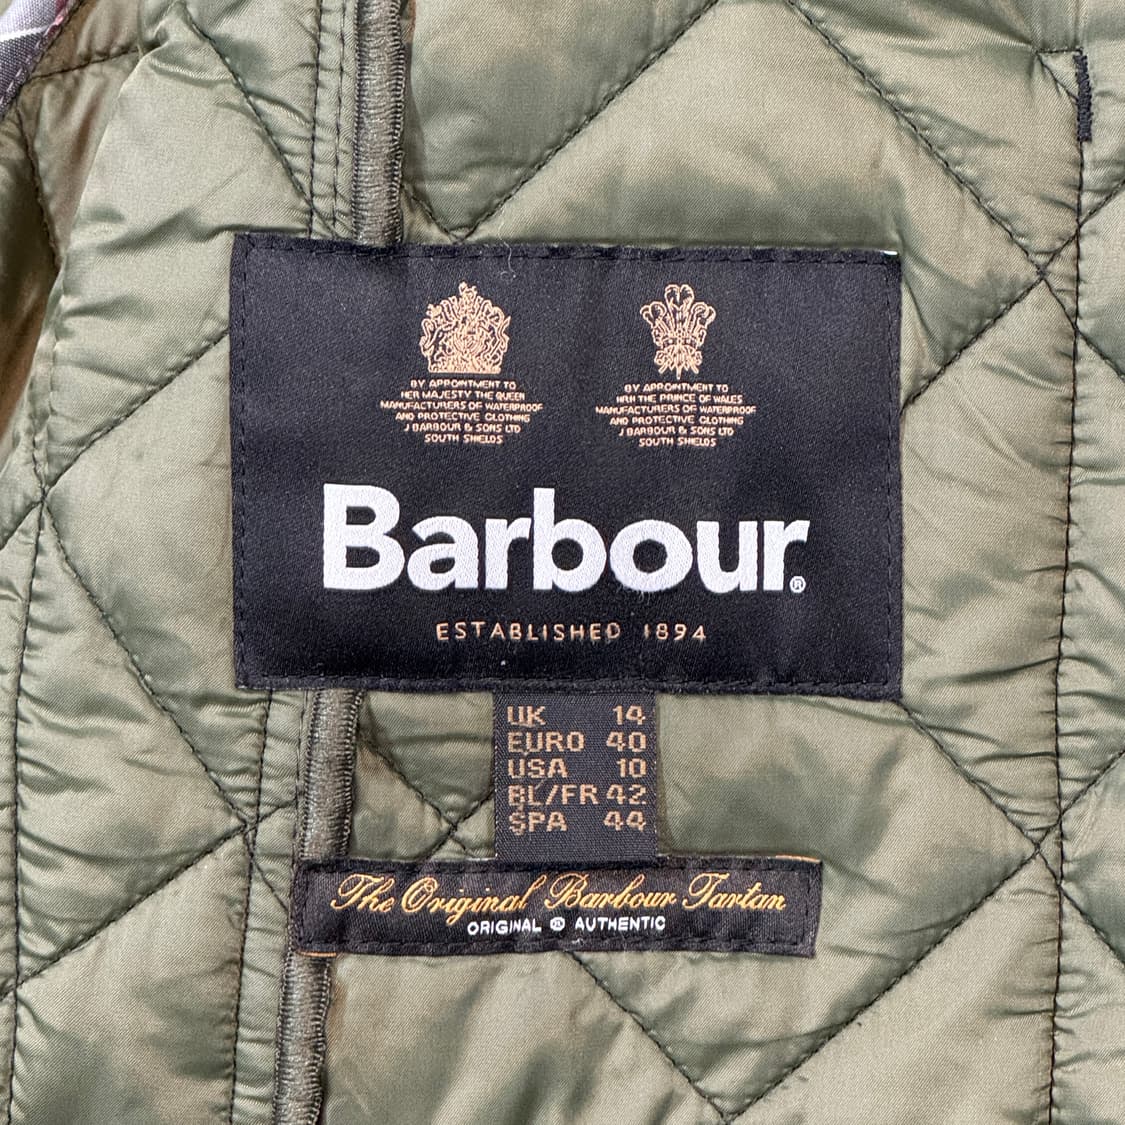 BY APPOINTMENT TO
HER MAJESTY THE QUEEN
MANUFACTURERS OF WATERPROOF
AND PROTECTIVE CLOTHING
J BARBOUR & SONS LTD
SOUTH SHIELDS
BY APPOINTMENT TO
HRH THE PRINCE OF WALES
MANUFACTURERS OF WATERPROOF
AND PROTECTIVE CLOTHING
J BARBOUR & SONS LTD
SOUTH SHIELDS
Barbour®
ESTABLISHED 1894
UK 14
EURO 40
USA 10
BL/FR 42
SPA 44
The Original Barbour Tartan
ORIGINAL AUTHENTIC